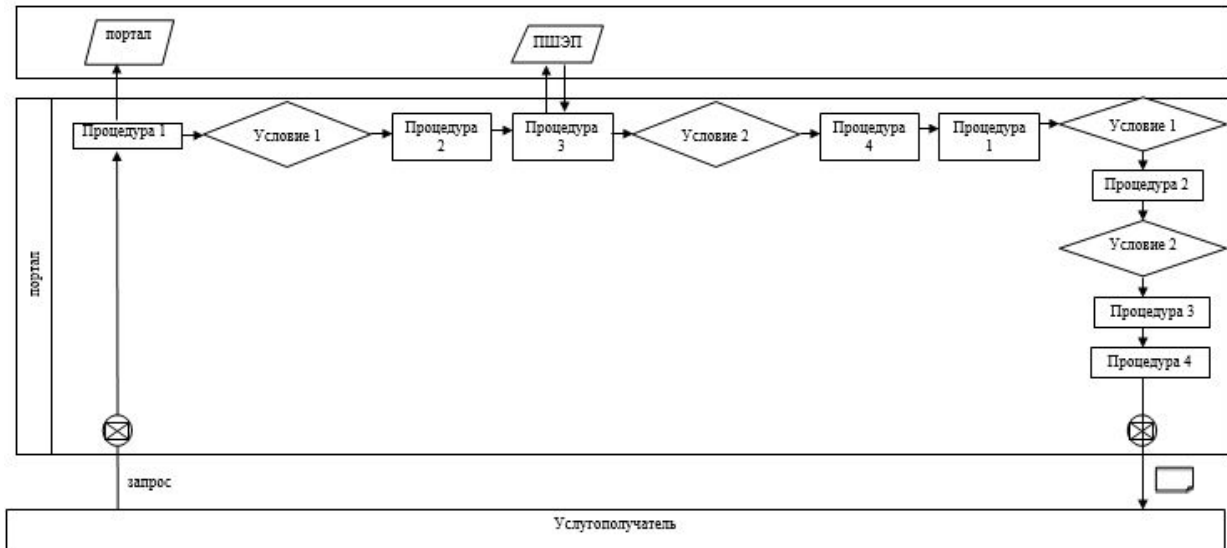 портал
ПШЭП
Процедура 1
Условие 1
Процедура
2
Процедура
3
Условие 2
Процедура
4
Процедура
1
Условие 1
Процедура 2
Условие 2
Процедура 3
Процедура 4
портал
запрос
Услугополучатель